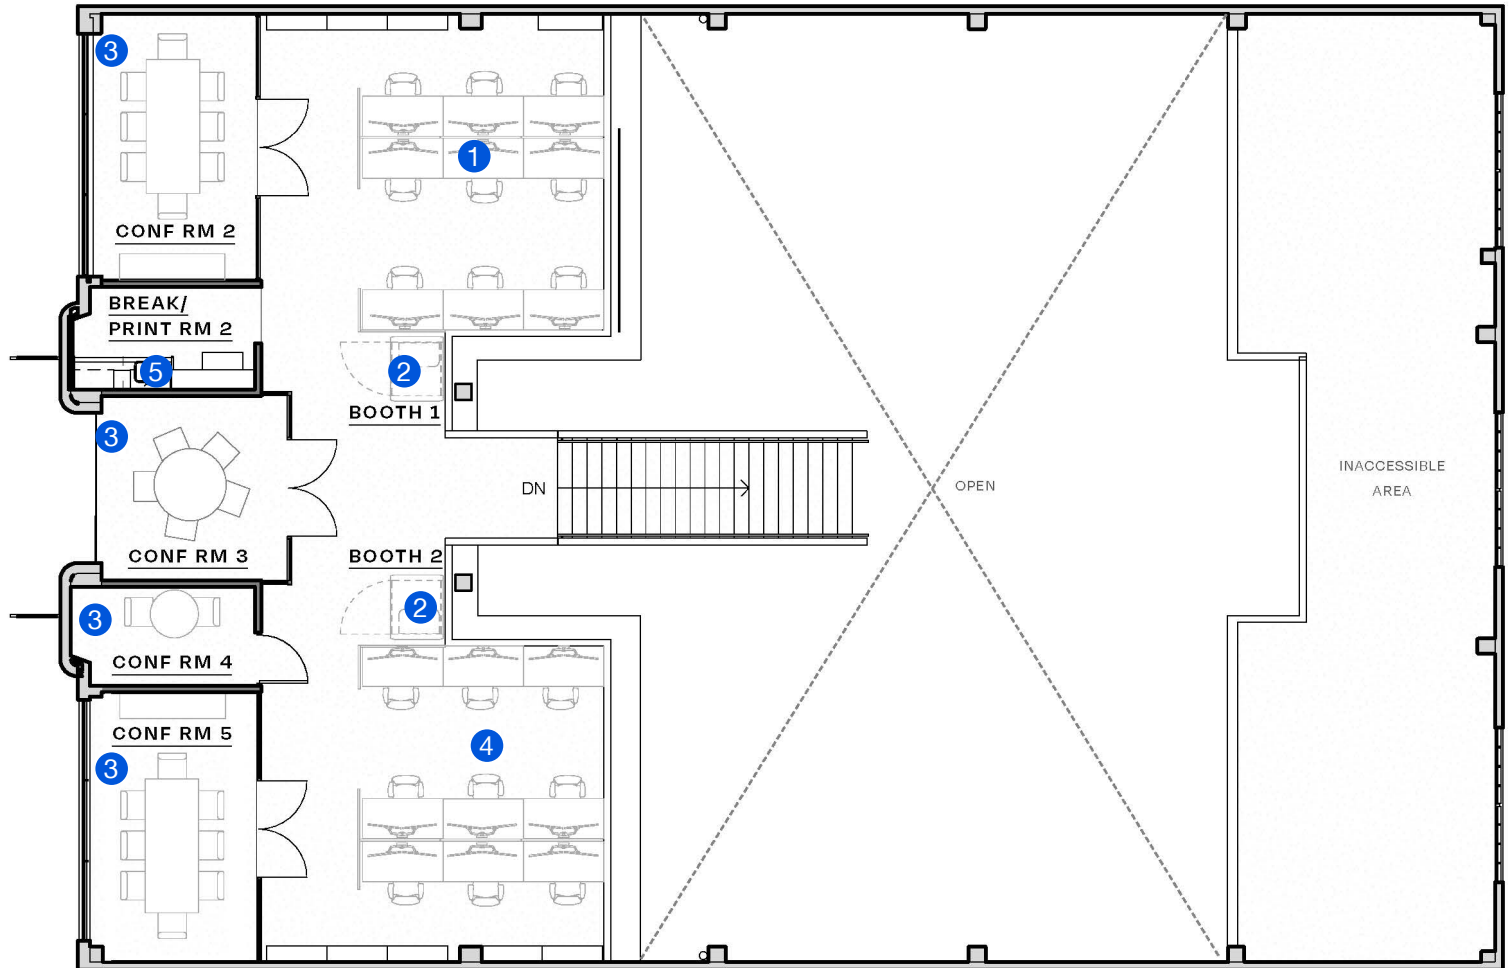 3
1
CONF RM 2
BREAK/
PRINT RM 2
5
2
BOOTH 1
3
DN
OPEN
INACCESSIBLE
AREA
CONF RM 3
BOOTH 2
2
3
CONF RM 4
CONF RM 5
4
3